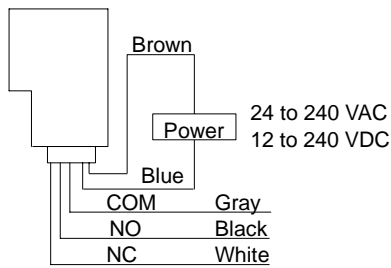 Brown
24 to 240 VAC
Power
12 to 240 VDC
Blue
COM Gray
NO Black
NC White